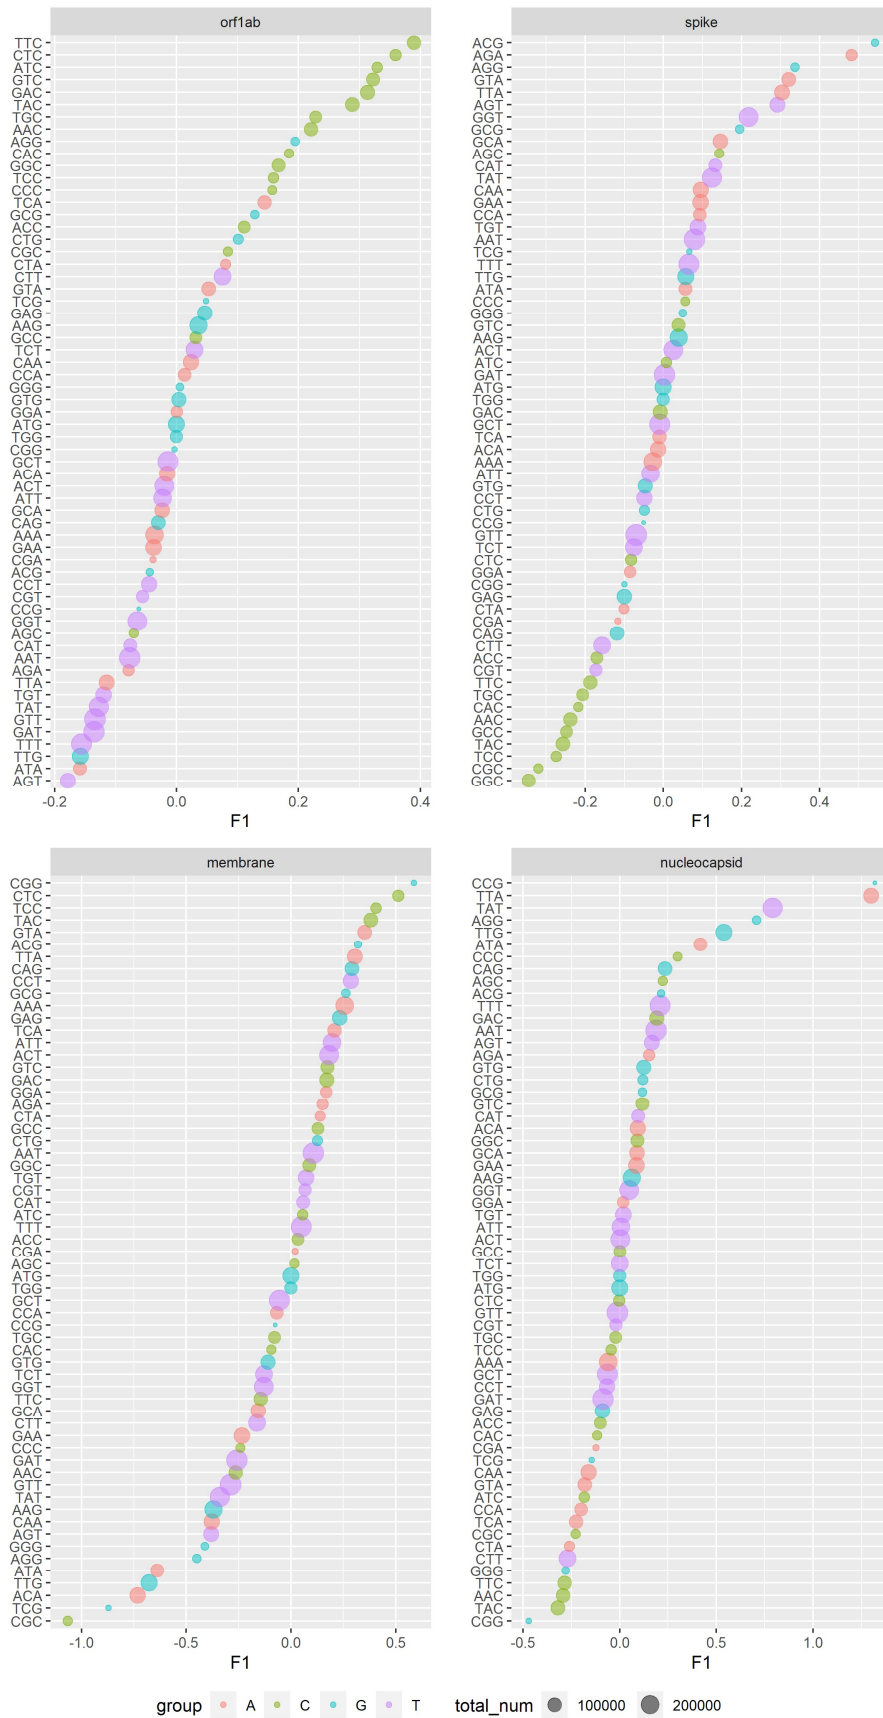 orf1ab
TTC
CTC
ATC
GTC
GAC
TAC
TGC
AAC
AGG
CAC
GGC
TCC
CCC
TCA
GCG
ACC
CTG
CGC
CTA
CTT
GTA
TCG
GAG
AAG
GCC
TCT
CAA
CCA
GGG
GTG
GGA
ATG
TGG
CGG
GCT
ACA
ACT
ATT
GCA
CAG
AAA
GAA
CGA
ACG
CCT
CGT
CCG
GGT
AGC
CAT
AAT
AGA
TTA
TGT
TAT
GTT
GAT
TTT
TTG
ATA
AGT
-0.2 0.0 0.2 0.4
F1
spike
ACG
AGA
AGG
GTA
TTA
AGT
GGT
GCG
GCA
AGC
CAT
TAT
CAA
GAA
CCA
TGT
AAT
TCG
TTT
TTG
ATA
CCC
GGG
GTC
AAG
ACT
ATC
GAT
ATG
TGG
GAC
GCT
TCA
ACA
AAA
ATT
GTG
CCT
CTG
CCG
GTT
TCT
CTC
GGA
CGG
GAG
CTA
CGA
CAG
CTT
ACC
CGT
TTC
TGC
CAC
AAC
GCC
TAC
TCC
CGC
GGC
-0.2 0.0 0.2 0.4
F1
membrane
CGG
CTC
TCC
TAC
GTA
ACG
TTA
CAG
CCT
GCG
AAA
GAG
TCA
ATT
ACT
GTC
GAC
GGA
AGA
CTA
GCC
CTG
AAT
GGC
TGT
CGT
CAT
ATC
TTT
ACC
CGA
AGC
ATG
TGG
GCT
CCA
CCG
TGC
CAC
GTG
TCT
GGT
TTC
GCA
CTT
GAA
CCC
GAT
AAC
GTT
TAT
AAG
CAA
AGT
GGG
AGG
ATA
TTG
ACA
TCG
CGC
-1.0 -0.5 0.0 0.5
F1
nucleocapsid
CCG
TTA
TAT
AGG
TTG
ATA
CCC
CAG
AGC
ACG
TTT
GAC
AAT
AGT
AGA
GTG
CTG
GCG
GTC
CAT
ACA
GGC
GCA
GAA
AAG
GGT
GGA
TGT
ATT
ACT
GCC
TCT
TGG
ATG
CTC
GTT
CGT
TGC
TCC
AAA
GCT
CCT
GAT
GAG
ACC
CAC
CGA
TCG
CAA
GTA
ATC
CCA
TCA
CGC
CTA
CTT
GGG
TTC
AAC
TAC
CGG
-0.5 0.0 0.5 1.0
F1
group A C G T total_num 100000 200000